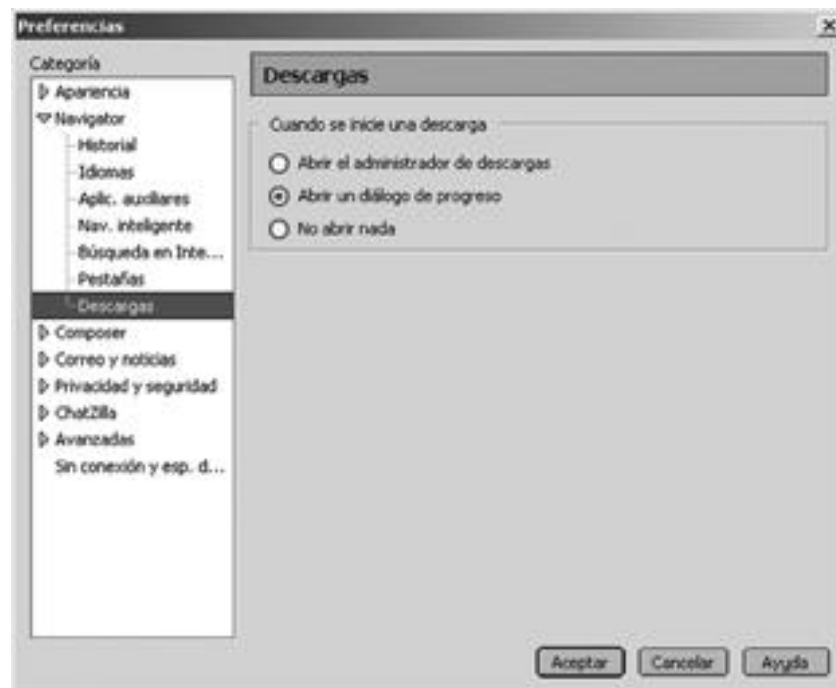 Preferencias
Categoría
Apariencia
Navigator
Historial
Idiomas
Aplic. auxiliares
Nav. inteligente
Búsqueda en Inte...
Pestañas
Descargas
Composer
Correo y noticias
Privacidad y seguridad
ChatZilla
Avanzadas
Sin conexión y esp. d...
Descargas
Cuando se inicie una descarga
Abrir el administrador de descargas
Abrir un diálogo de progreso
No abrir nada
Aceptar
Cancelar
Ayuda